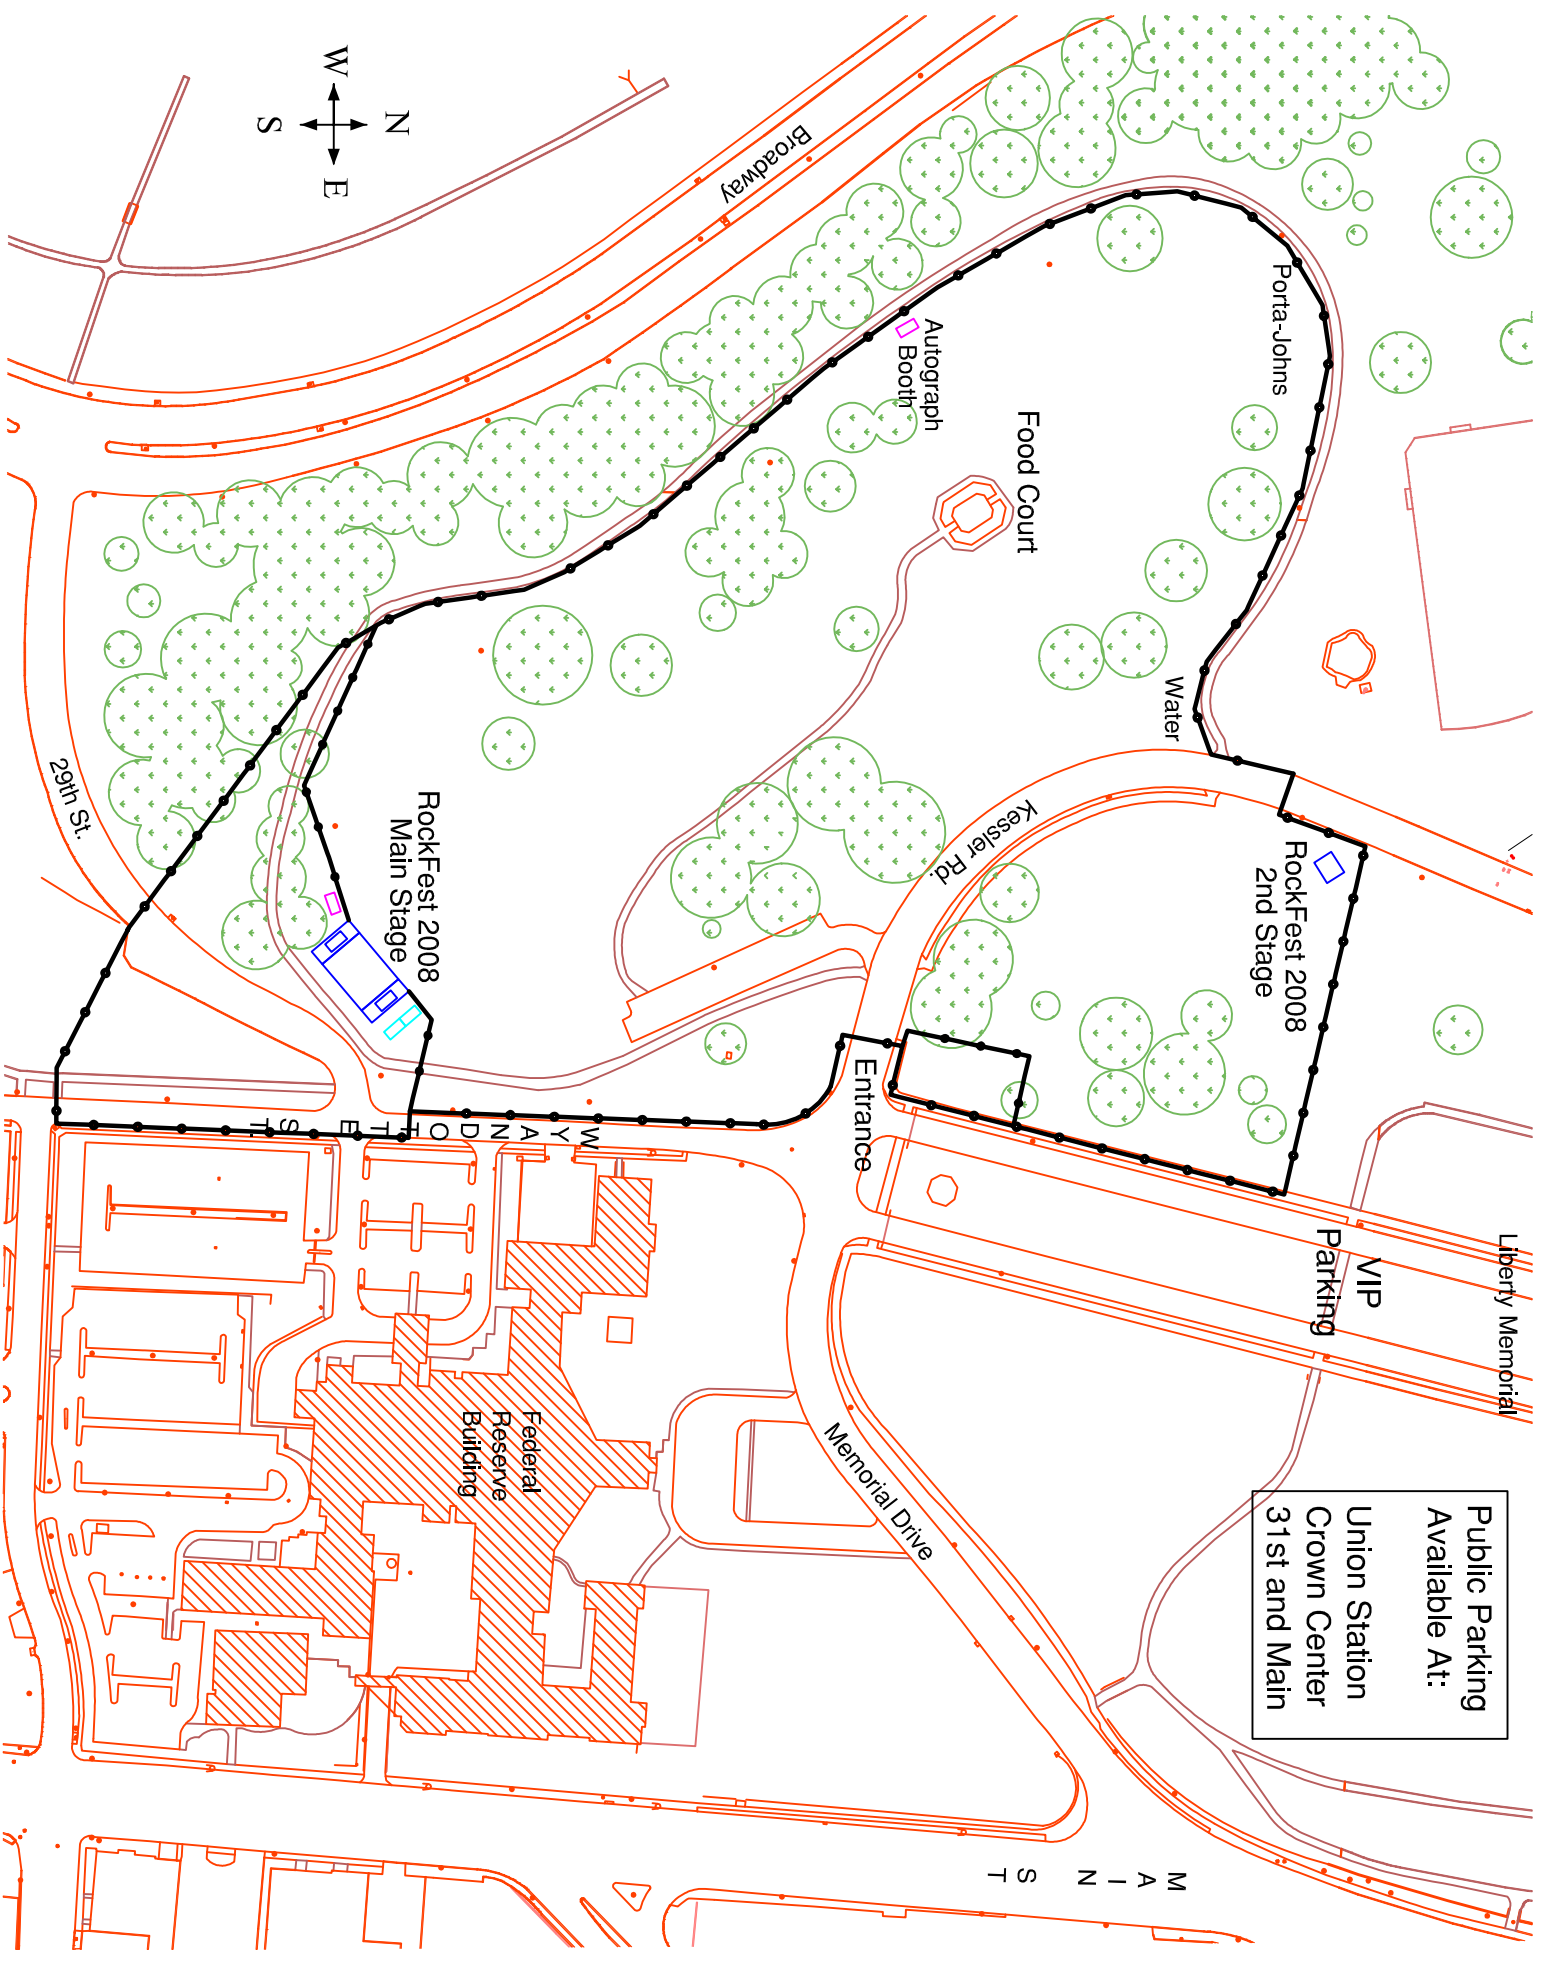 Liberty Memorial
VIP
Parking
Public Parking
Available At:
Union Station
Crown Center
31st and Main
Porta-Johns
Water
RockFest 2008
2nd Stage
Food Court
Autograph
Booth
Kessler Rd.
Entrance
Broadway
Memorial Drive
MAIN ST
RockFest 2008
Main Stage
WYANDOTTE ST.
Federal
Reserve
Building
29th St.
N
W E
S